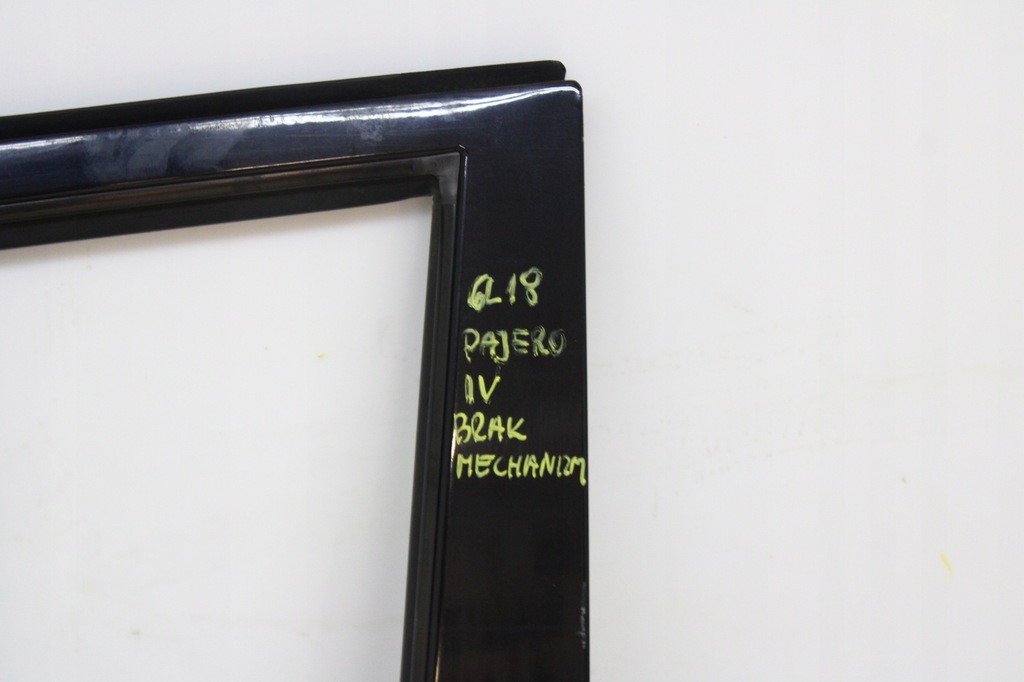 GL18
PAJERO
IV
BRAK
MECHANIZM